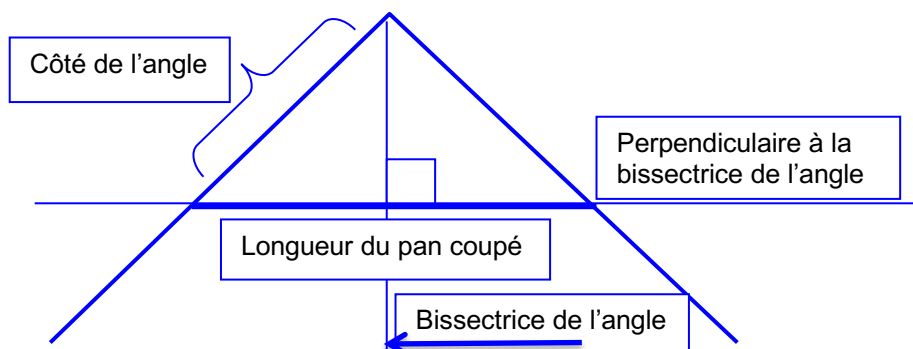 Côté de l’angle
Perpendiculaire à la
bissectrice de l’angle
Longueur du pan coupé
Bissectrice de l’angle